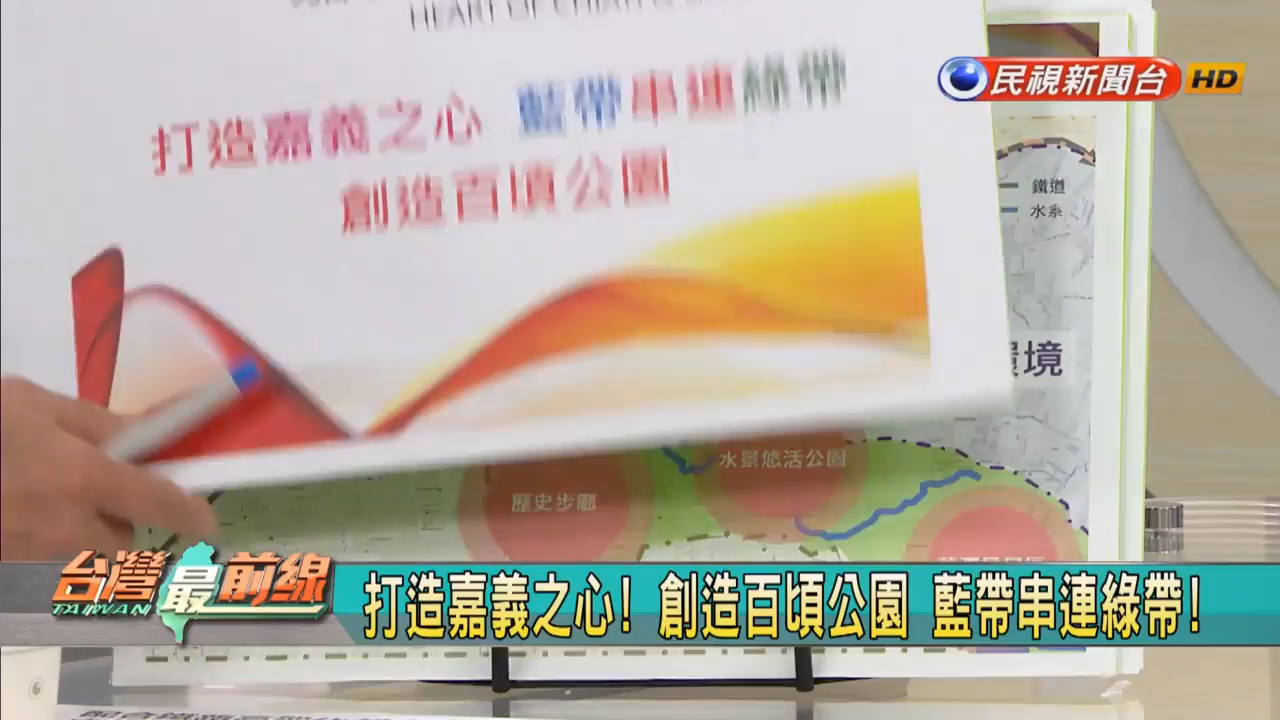 民視新聞台 HD
打造嘉義之心 藍帶串連綠帶
創造百頃公園
鐵道
水系
環境
水景悠活公園
歷史步廊
台灣最前線
TAIWAN
打造嘉義之心! 創造百頃公園 藍帶串連綠帶!